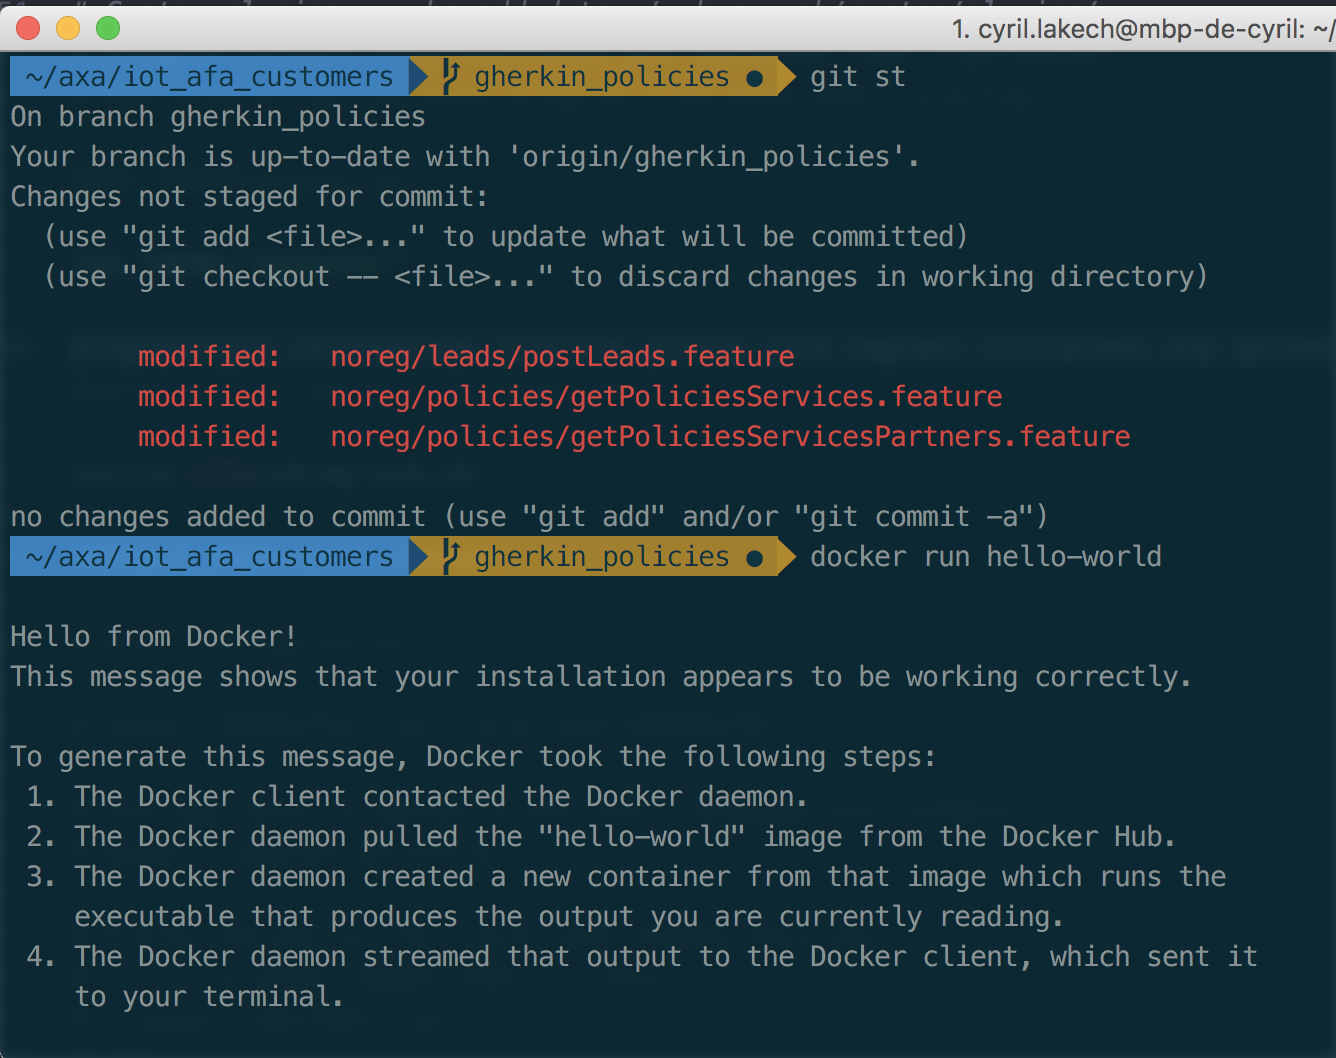 1. cyril.lakech@mbp-de-cyril: ~/
~/axa/iot_afa_customers gherkin_policies ● git st
On branch gherkin_policies
Your branch is up-to-date with 'origin/gherkin_policies'.
Changes not staged for commit:
  (use "git add <file>..." to update what will be committed)
  (use "git checkout -- <file>..." to discard changes in working directory)
        modified:   noreg/leads/postLeads.feature
        modified:   noreg/policies/getPoliciesServices.feature
        modified:   noreg/policies/getPoliciesServicesPartners.feature
no changes added to commit (use "git add" and/or "git commit -a")
~/axa/iot_afa_customers gherkin_policies ● docker run hello-world
Hello from Docker!
This message shows that your installation appears to be working correctly.
To generate this message, Docker took the following steps:
 1. The Docker client contacted the Docker daemon.
 2. The Docker daemon pulled the "hello-world" image from the Docker Hub.
 3. The Docker daemon created a new container from that image which runs the
    executable that produces the output you are currently reading.
 4. The Docker daemon streamed that output to the Docker client, which sent it
    to your terminal.